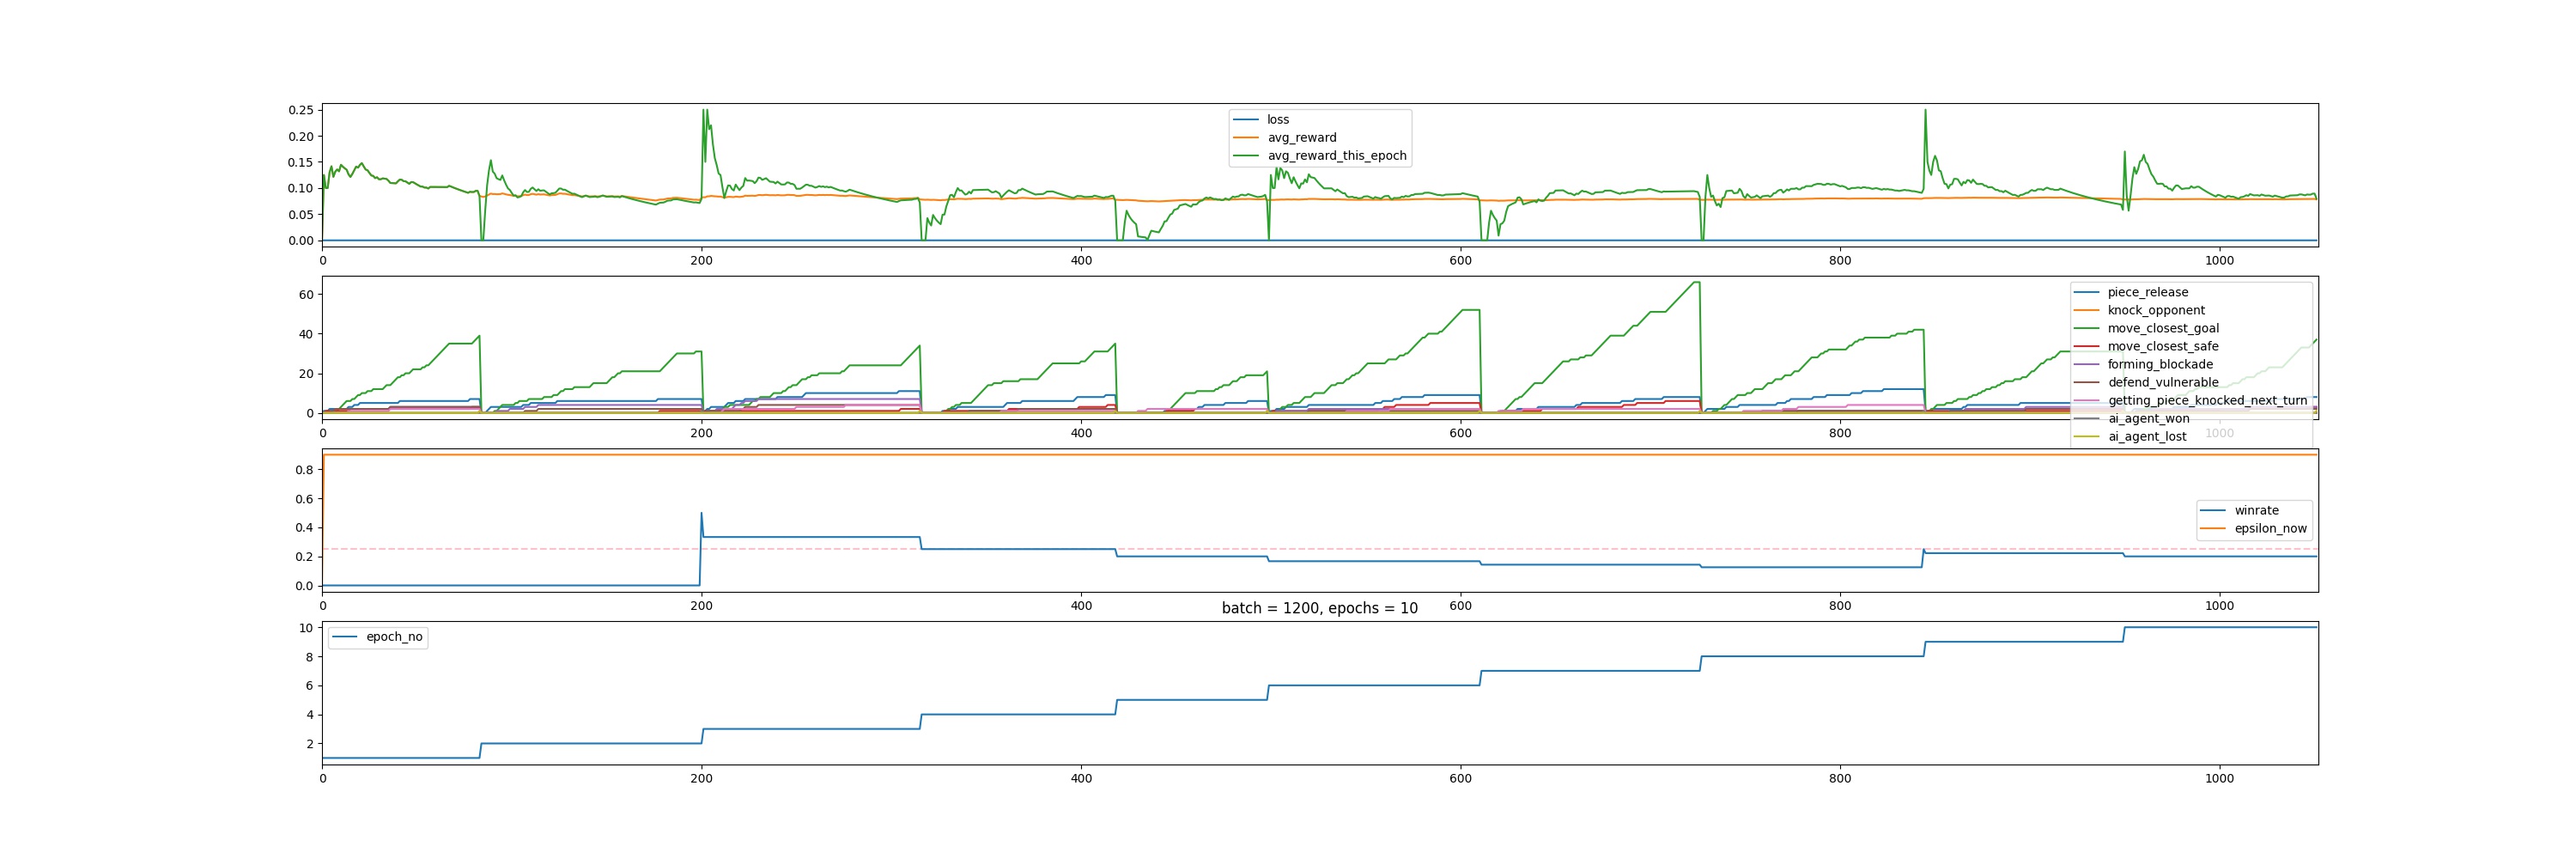 0.25
0.20
0.15
0.10
0.05
0.00
loss
avg_reward
avg_reward_this_epoch
0 200 400 600 800 1000
60
40
20
0
piece_release
knock_opponent
move_closest_goal
move_closest_safe
forming_blockade
defend_vulnerable
getting_piece_knocked_next_turn
ai_agent_won
ai_agent_lost
0 200 400 600 800 1000
0.8
0.6
0.4
0.2
0.0
winrate
epsilon_now
0 200 400 600 800 1000
batch = 1200, epochs = 10
10
8
6
4
2
epoch_no
0 200 400 600 800 1000